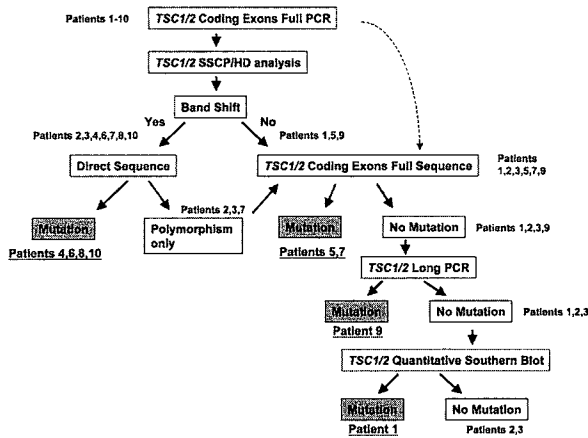 Patients 1-10
TSC1/2 Coding Exons Full PCR
TSC1/2 SSCP/HD analysis
Band Shift
Yes
No
Patients 2,3,4,6,7,8,10
Patients 1,5,9
Direct Sequence
TSC1/2 Coding Exons Full Sequence
Patients
1,2,3,5,7,9
Patients 2,3,7
Mutation
Polymorphism
only
Mutation
No Mutation
Patients 1,2,3,9
Patients 4,6,8,10
Patients 5,7
TSC1/2 Long PCR
Mutation
No Mutation
Patients 1,2,3
Patient 9
TSC1/2 Quantitative Southern Blot
Mutation
No Mutation
Patient 1
Patients 2,3